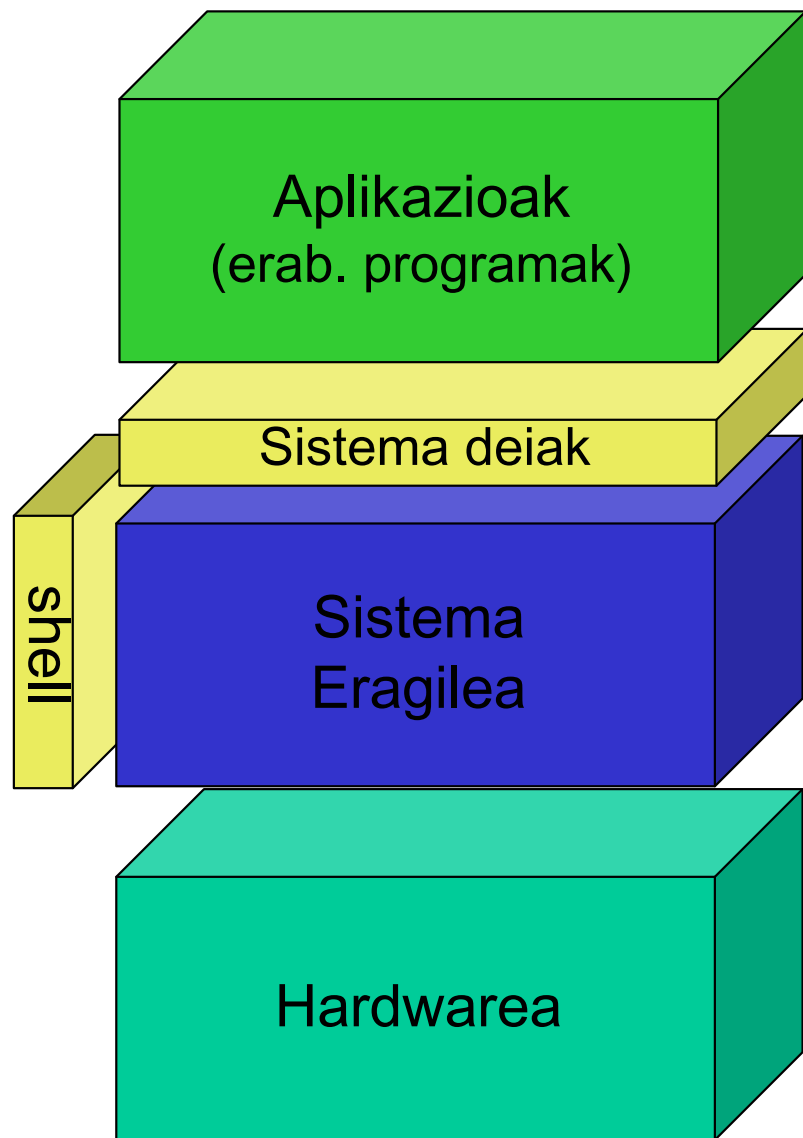 Aplikazioak
(erab. programak)
Sistema deiak
shell
Sistema
Eragilea
Hardwarea